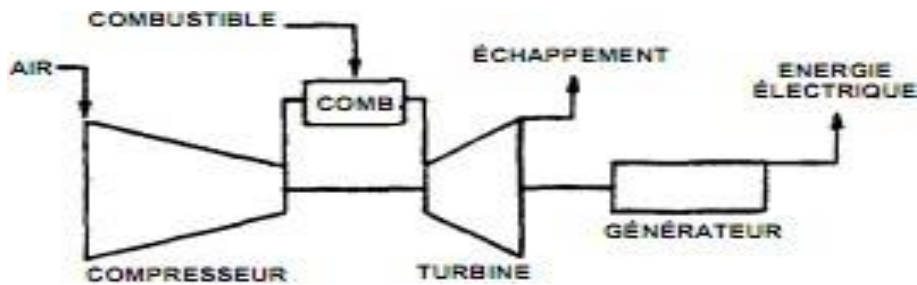 COMBUSTIBLE
AIR
COMB
ÉCHAPPEMENT
ENERGIE
ÉLECTRIQUE
COMPRESSEUR
TURBINE
GÉNÉRATEUR